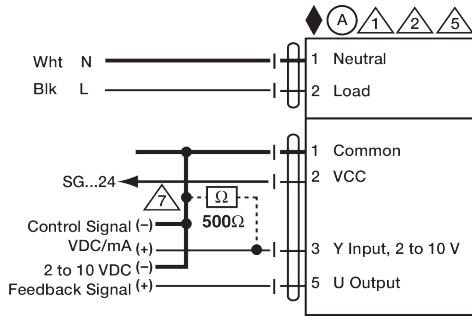 A 1 2 5
Wht N 1 Neutral
Blk L 2 Load
1 Common
SG...24 2 VCC
7 Ω
500Ω
Control Signal (–)
VDC/mA (+) 3 Y Input, 2 to 10 V
2 to 10 VDC (–)
Feedback Signal (+) 5 U Output